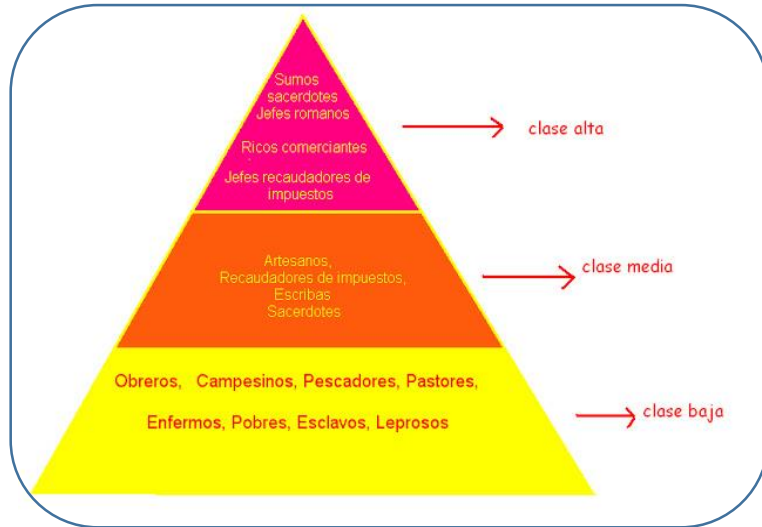 Sumos
sacerdotes
Jefes romanos
Ricos comerciantes
Jefes recaudadores de
impuestos
clase alta
Artesanos,
Recaudadores de impuestos,
Escribas
Sacerdotes
clase media
Obreros, Campesinos, Pescadores, Pastores,
Enfermos, Pobres, Esclavos, Leprosos
clase baja